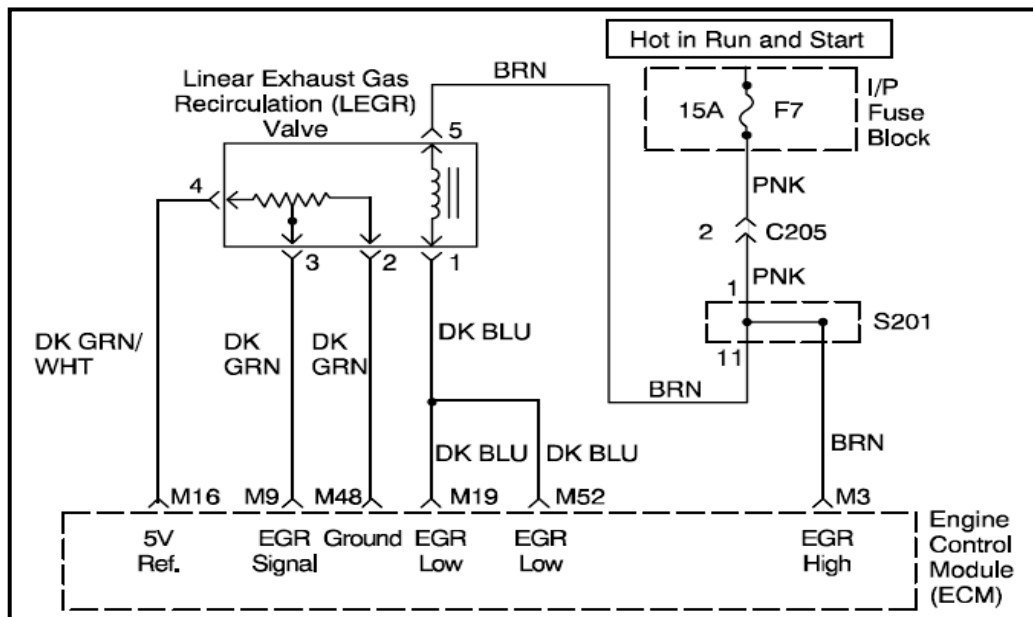 Hot in Run and Start
Linear Exhaust Gas
Recirculation (LEGR)
Valve
BRN
15A
F7
I/P
Fuse
Block
5
4
PNK
2
C205
3
2
1
PNK
1
S201
11
DK GRN/
WHT
DK
GRN
DK
GRN
DK BLU
BRN
DK BLU
DK BLU
BRN
M16
M9
M48
M19
M52
M3
5V
Ref.
EGR
Signal
Ground
EGR
Low
EGR
Low
EGR
High
Engine
Control
Module
(ECM)